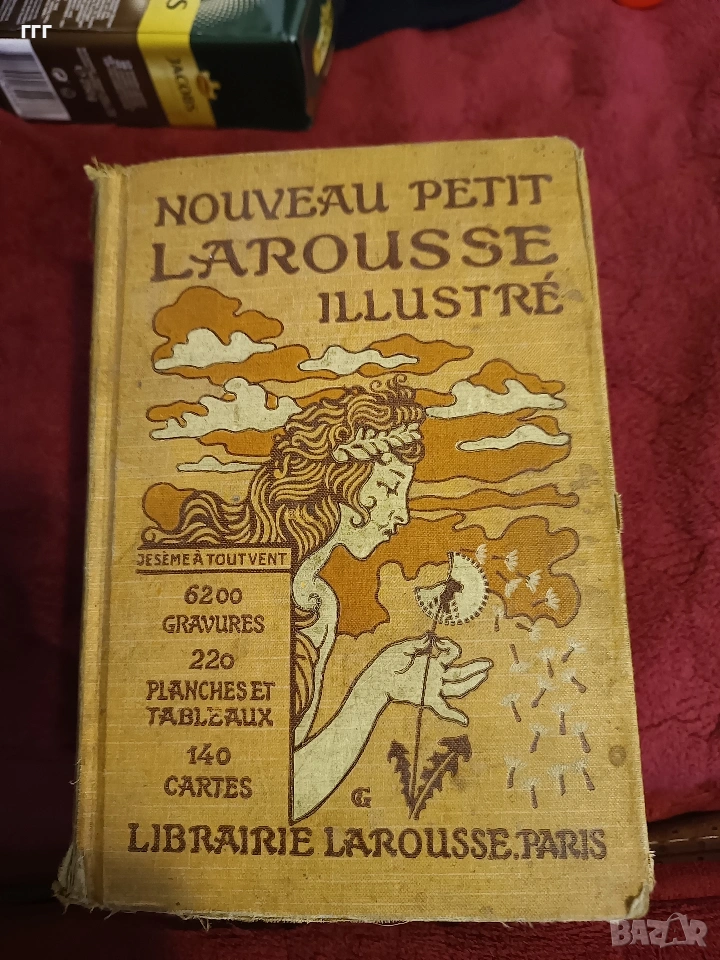 ггг
JACOBS
NOUVEAU PETIT
LAROUSSE
ILLUSTRÉ
JE SÈME À TOUT VENT
6200
GRAVURES
220
PLANCHES ET
TABLEAUX
140
CARTES
G
LIBRAIRIE LAROUSSE. PARIS
BAZAR